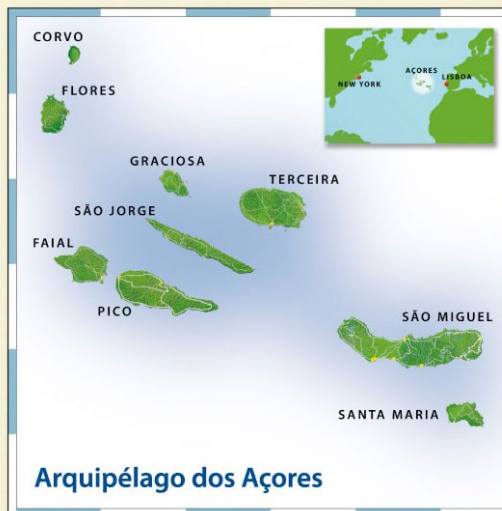 CORVO
FLORES
GRACIOSA
TERCEIRA
SÃO JORGE
FAIAL
PICO
SÃO MIGUEL
SANTA MARIA
AÇORES
NEW YORK
LISBOA
Arquipélago dos Açores